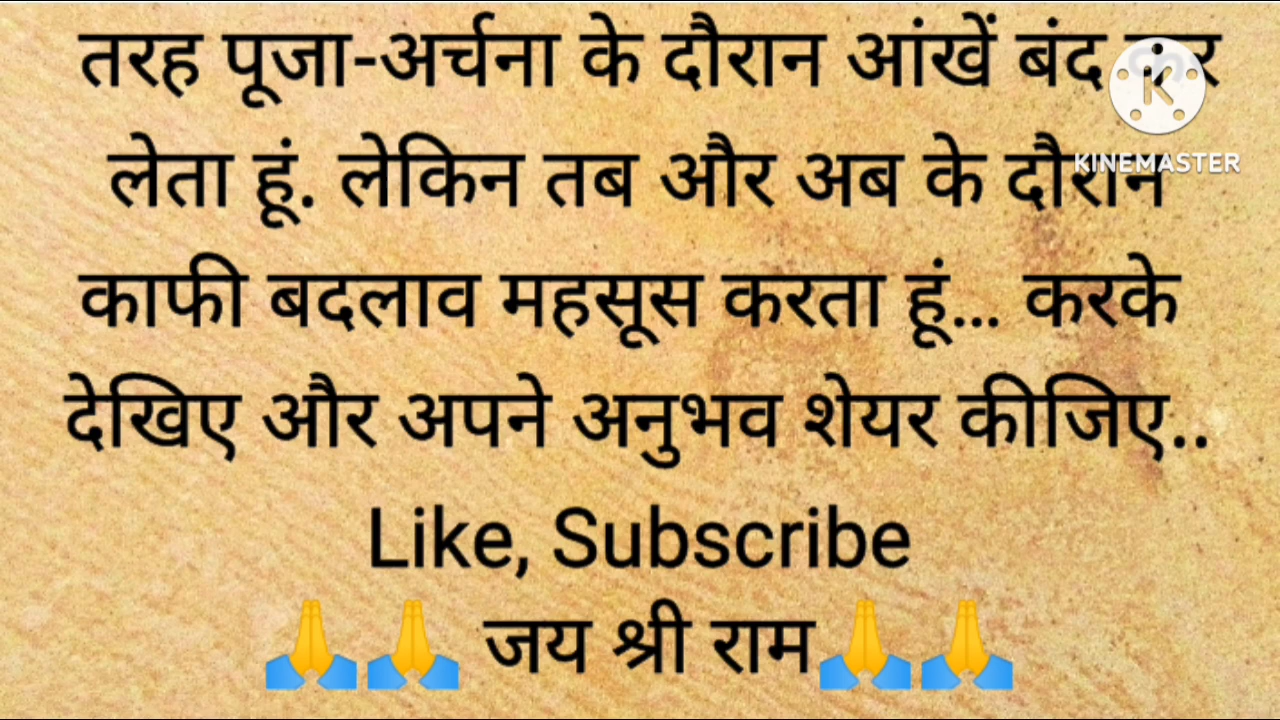 तरह पूजा-अर्चना के दौरान आंखें बंद कर
लेता हूं. लेकिन तब और अब के दौरान
KINEMASTER
काफी बदलाव महसूस करता हूं... करके
देखिए और अपने अनुभव शेयर कीजिए..
Like, Subscribe
🙏🙏 जय श्री राम🙏🙏